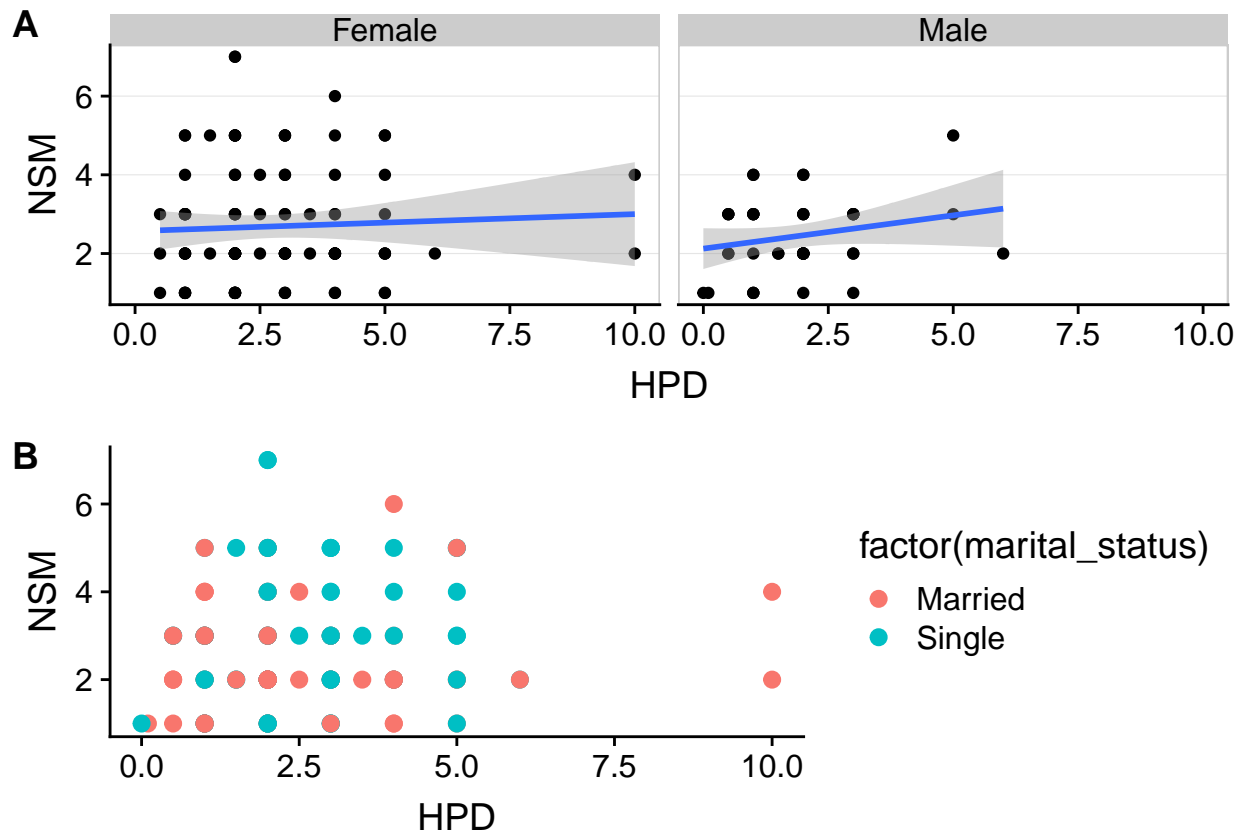 A
Female Male
NSM
6
4
2
0.0 2.5 5.0 7.5 10.0 0.0 2.5 5.0 7.5 10.0
HPD
B
NSM
6
4
2
0.0 2.5 5.0 7.5 10.0
HPD
factor(marital_status)
Married
Single